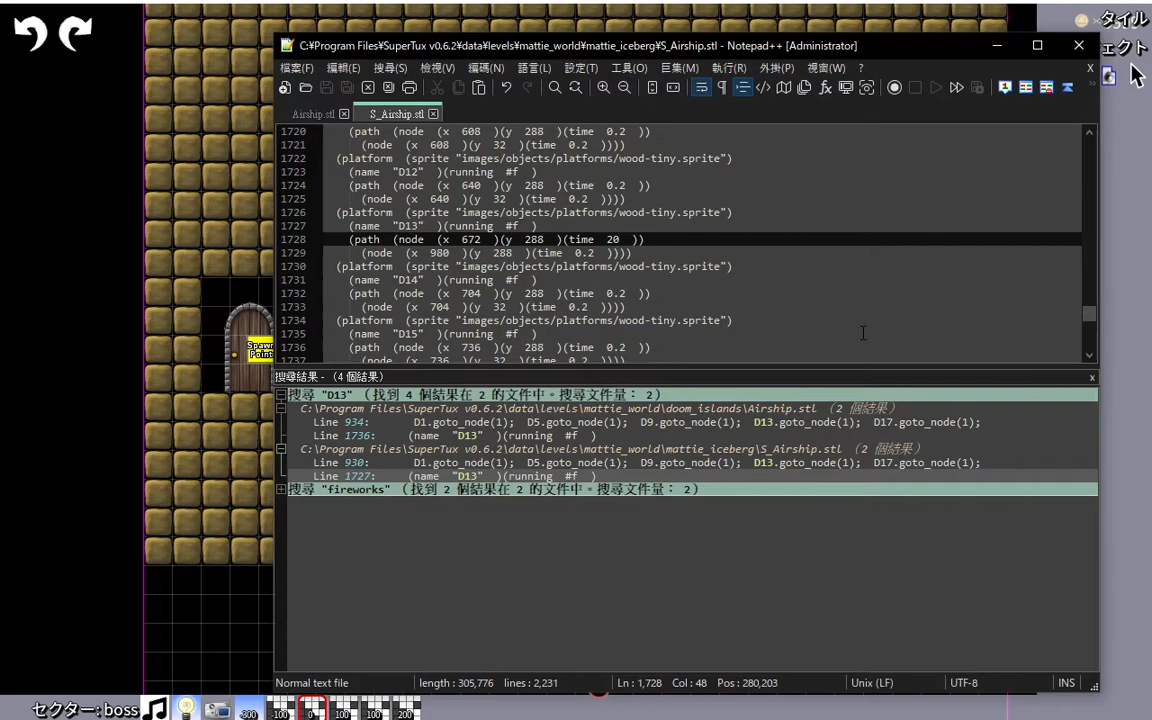 タイル
C:¥Program Files¥SuperTux v0.6.2¥data¥levels¥mattie_world¥mattie_iceberg¥S_Airship.stl - Notepad++ [Administrator]
ェクト
檔案(F) 編輯(E) 搜尋(S) 檢視(V) 編碼(N) 語言(L) 設定(T) 工具(O) 巨集(M) 執行(R) 外掛(P) 視窗(W) ? X
Airship.stl S_Airship.stl
1720 (path (node (x 608 )(y 288 )(time 0.2 ))
1721 (node (x 608 )(y 32 )(time 0.2 ))))
1722 (platform (sprite "images/objects/platforms/wood-tiny.sprite")
1723 (name "D12" )(running #f )
1724 (path (node (x 640 )(y 288 )(time 0.2 ))
1725 (node (x 640 )(y 32 )(time 0.2 ))))
1726 (platform (sprite "images/objects/platforms/wood-tiny.sprite")
1727 (name "D13" )(running #f )
1728 (path (node (x 672 )(y 288 )(time 20 ))
1729 (node (x 980 )(y 288 )(time 0.2 ))))
1730 (platform (sprite "images/objects/platforms/wood-tiny.sprite")
1731 (name "D14" )(running #f )
1732 (path (node (x 704 )(y 288 )(time 0.2 ))
1733 (node (x 704 )(y 32 )(time 0.2 ))))
1734 (platform (sprite "images/objects/platforms/wood-tiny.sprite")
1735 (name "D15" )(running #f )
1736 (path (node (x 736 )(y 288 )(time 0.2 ))
1737 (node (x 736 )(y 32 )(time 0.2 ))))
Spawn
Point
搜尋結果 - (4 個結果) x
搜尋 "D13" (找到 4 個結果在 2 的文件中。搜尋文件量： 2)
C:\Program Files\SuperTux v0.6.2\data\levels\mattie_world\doom_islands\Airship.stl (2 個結果)
Line 934: D1.goto_node(1); D5.goto_node(1); D9.goto_node(1); D13.goto_node(1); D17.goto_node(1);
Line 1736: (name "D13" )(running #f )
C:\Program Files\SuperTux v0.6.2\data\levels\mattie_world\mattie_iceberg\S_Airship.stl (2 個結果)
Line 930: D1.goto_node(1); D5.goto_node(1); D9.goto_node(1); D13.goto_node(1); D17.goto_node(1);
Line 1727: (name "D13" )(running #f )
搜尋 "fireworks" (找到 2 個結果在 2 的文件中。搜尋文件量： 2)
Normal text file length : 305,776 lines : 2,231 Ln : 1,728 Col : 48 Pos : 280,203 Unix (LF) UTF-8 INS
セクター: boss -300 -100 0 100 100 200